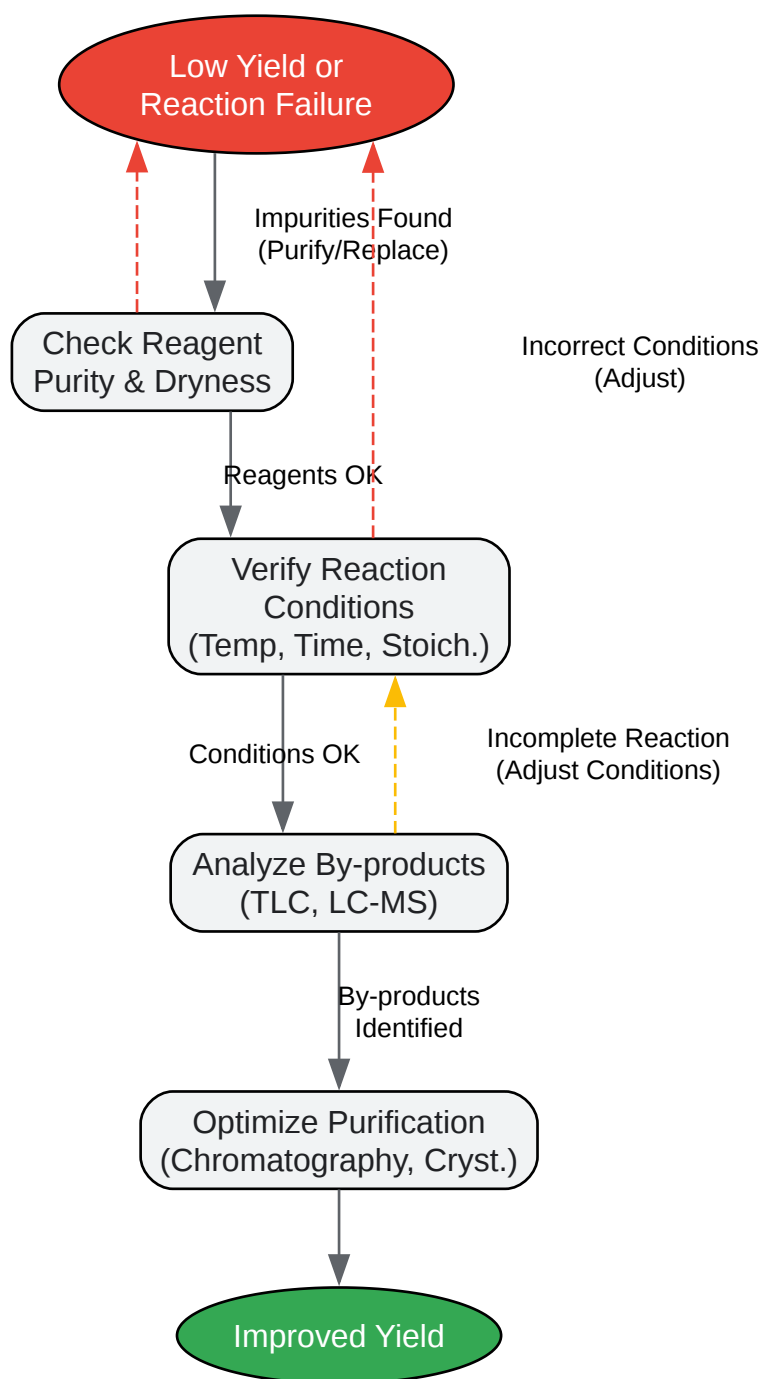 Low Yield or
Reaction Failure
Impurities Found
(Purify/Replace)
Check Reagent
Purity & Dryness
Incorrect Conditions
(Adjust)
Reagents OK
Verify Reaction
Conditions
(Temp, Time, Stoich.)
Conditions OK
Incomplete Reaction
(Adjust Conditions)
Analyze By-products
(TLC, LC-MS)
By-products
Identified
Optimize Purification
(Chromatography, Cryst.)
Improved Yield